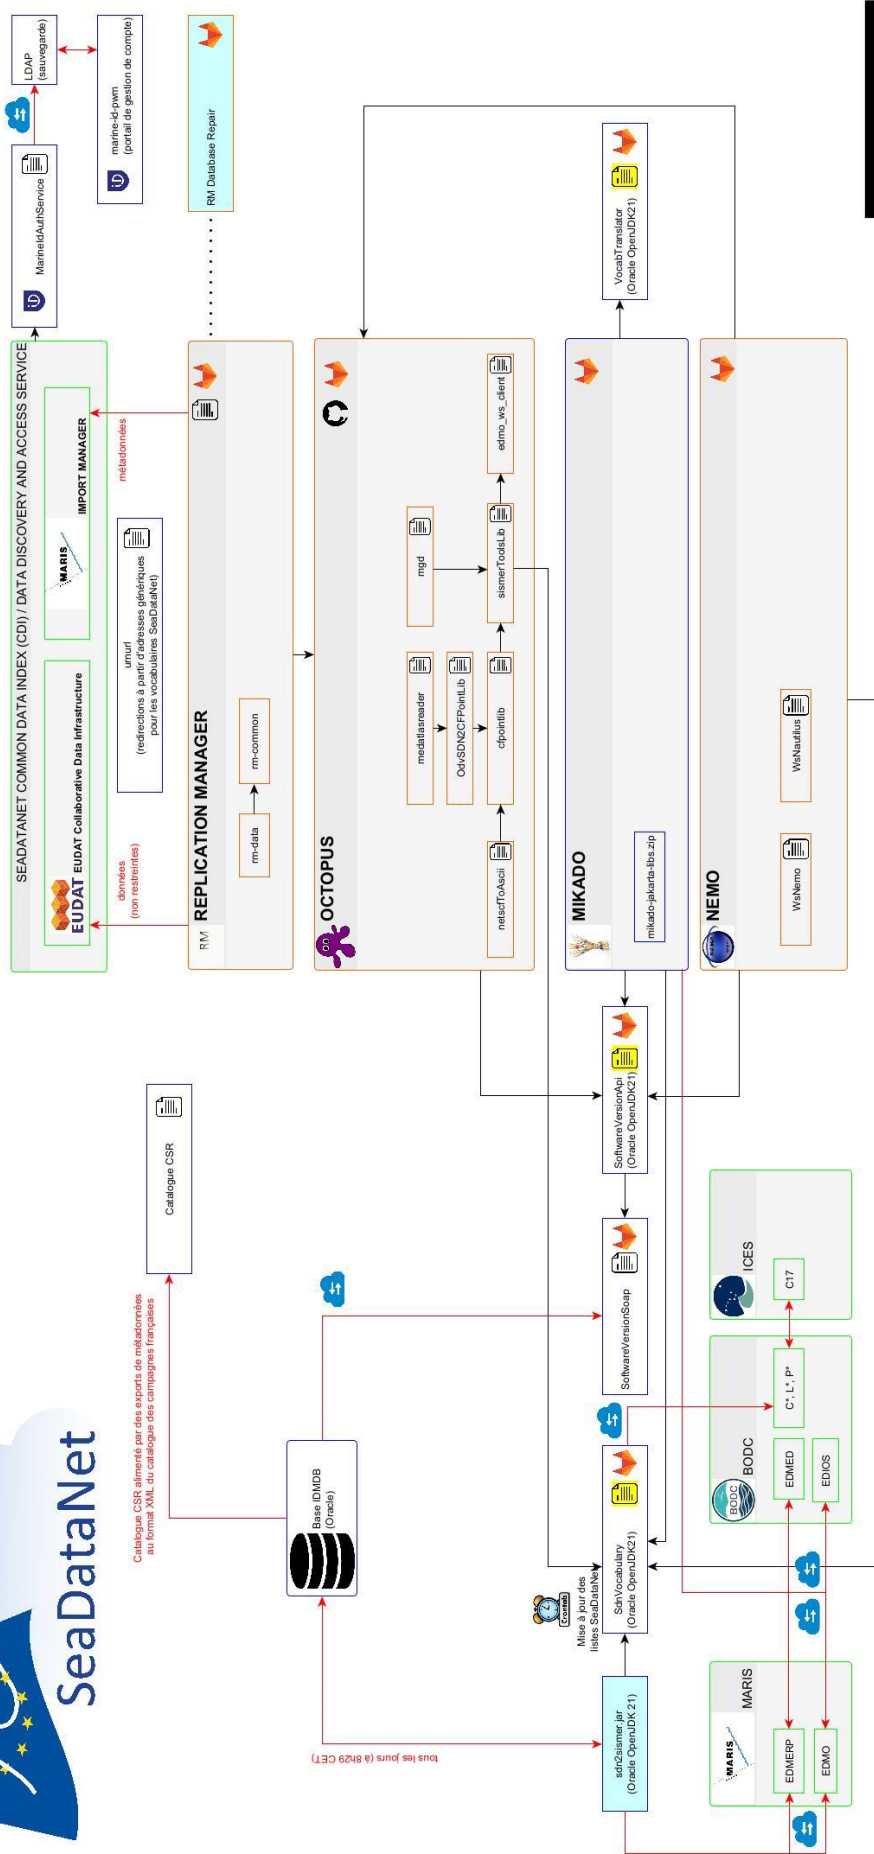 SeaDataNet
Catalogue CSR alimenté par des exports de métadonnées
au format XML du catalogue des campagnes françaises
Catalogue CSR
Base IDMDB
(Oracle)
tous les jours (à 8h29 CET)
Crontab
Mise à jour des
listes SeaDataNet
sdn2sismer.jar
(Oracle OpenJDK 21)
SdnVocabulary
(Oracle OpenJDK21)
SoftwareVersionSoap
SoftwareVersionApi
(Oracle OpenJDK21)
MARIS
MARIS
EDMERP
EDMO
BODC
BODC
EDMED
EDIOS
C*, L*, P*
ICES
C17
SEADATANET COMMON DATA INDEX (CDI) / DATA DISCOVERY AND ACCESS SERVICE
EUDAT
EUDAT Collaborative Data Infrastructure
MARIS
IMPORT MANAGER
MarineIdAuthService
LDAP
(sauvegarde)
marine-id-pwm
(portail de gestion de compte)
données
(non restreintes)
urnurl
(redirections à partir d'adresses génériques
pour les vocabulaires SeaDataNet)
métadonnées
RM
REPLICATION MANAGER
rm-data
rm-common
RM Database Repair
OCTOPUS
netscfToAscii
medatlasreader
OdvSDN2CFPointLib
cfpointlib
mgd
sismerToolsLib
edmo_ws_client
MIKADO
mikado-jakarta-libs.zip
VocabTranslator
(Oracle OpenJDK21)
NEMO
WsNemo
WsNautilus